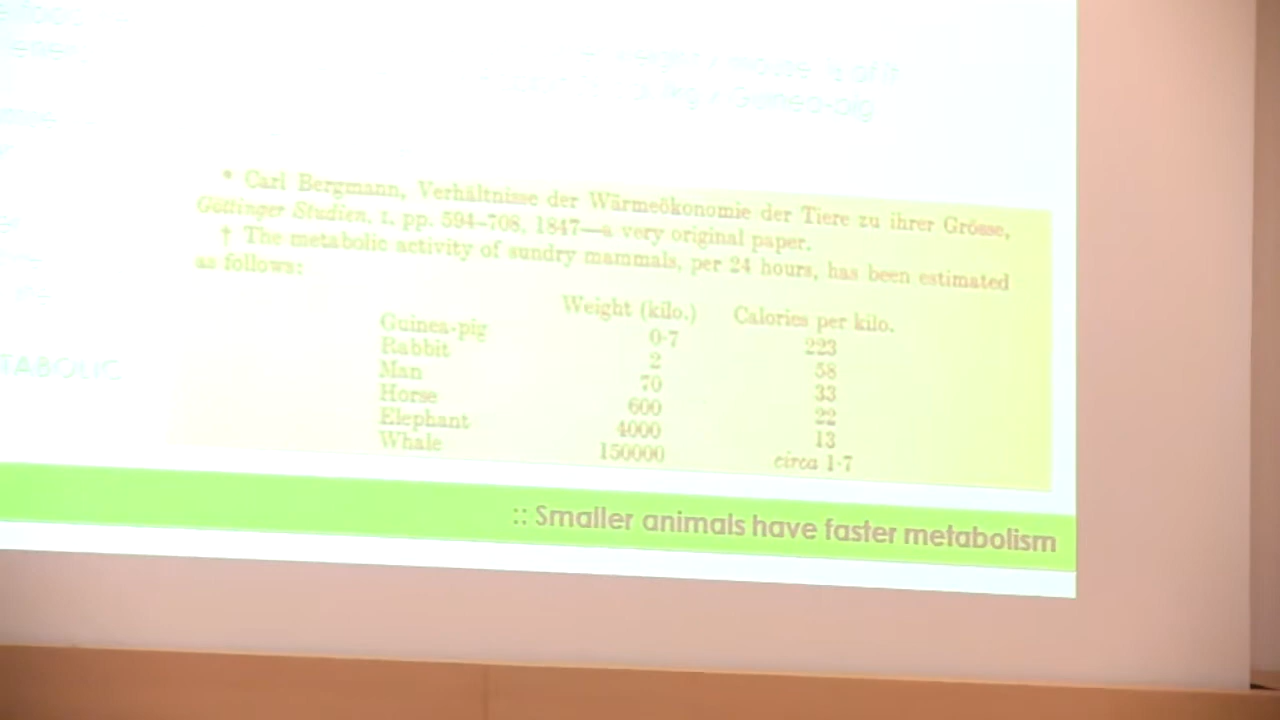 Guinea-pig
* Carl Bergmann, Verhältnisse der Wärmeökonomie der Tiere zu ihrer Grösse,
Göttinger Studien, I, pp. 594–708, 1847—a very original paper.
† The metabolic activity of sundry mammals, per 24 hours, has been estimated
as follows:
Weight (kilo.) Calories per kilo.
Guinea-pig 0·7 223
Rabbit 2 58
Man 70 33
Horse 600 22
Elephant 4000 13
Whale 150000 circa 1·7
TABOLIC
:: Smaller animals have faster metabolism